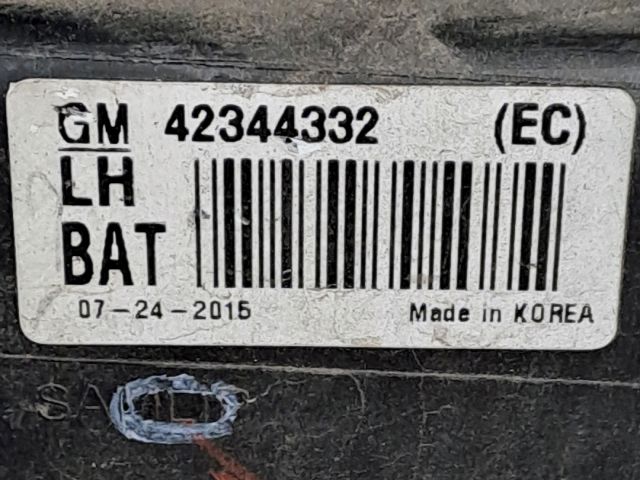 GM 42344332 (EC)
LH
BAT
07-24-2015 Made in KOREA